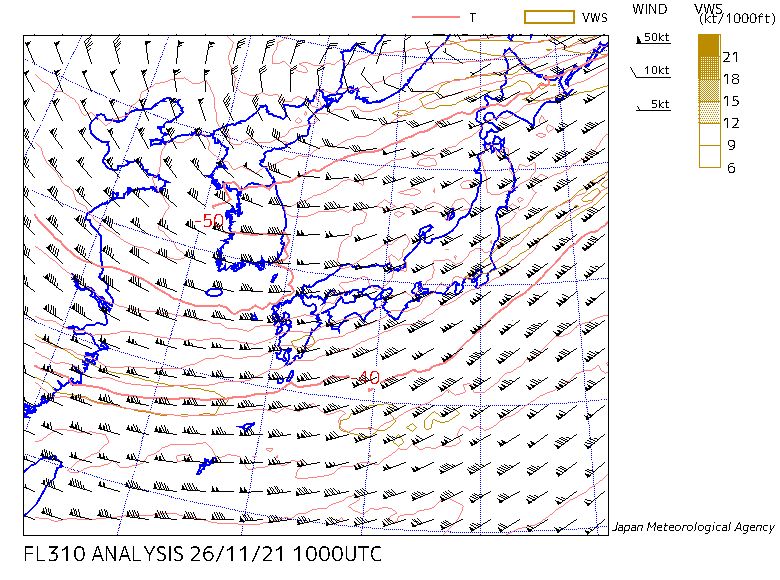 T VWS
WIND
50kt
10kt
5kt
VWS
(kt/1000ft)
21
18
15
12
9
6
-50
-40
Japan Meteorological Agency
FL310 ANALYSIS 26/11/21 1000UTC